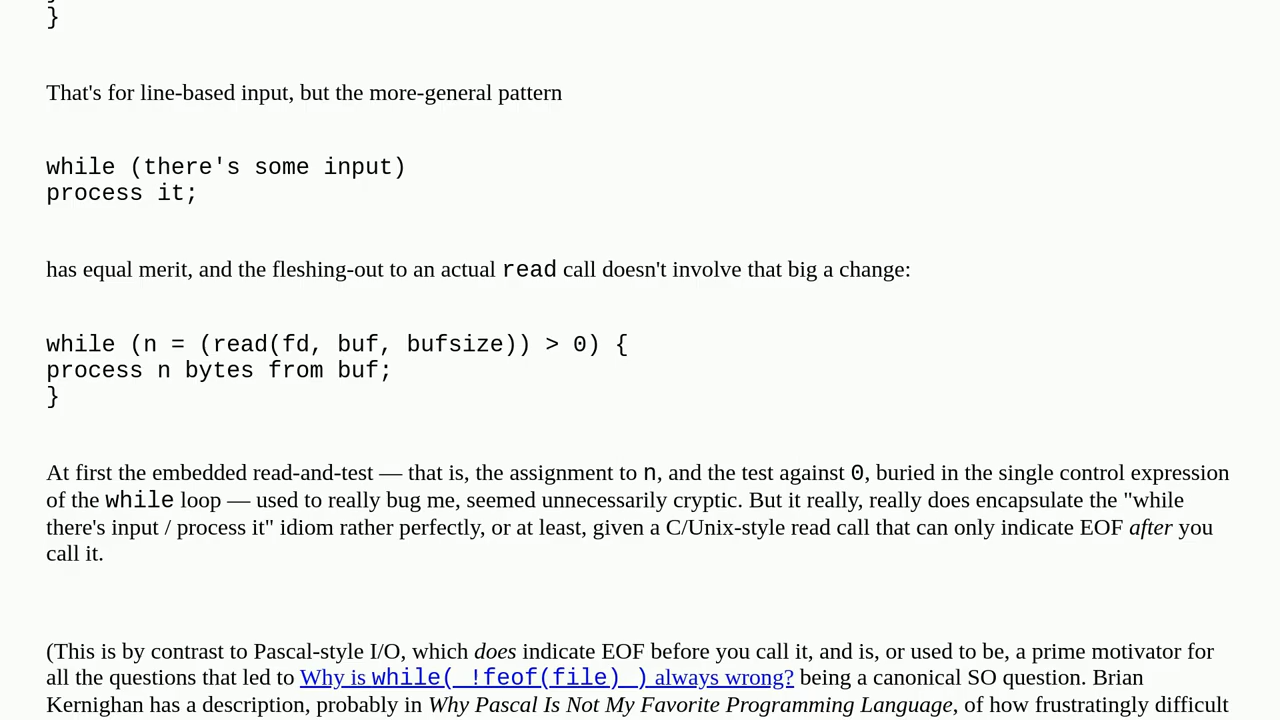 }
That's for line-based input, but the more-general pattern
while (there's some input)
process it;
has equal merit, and the fleshing-out to an actual read call doesn't involve that big a change:
while (n = (read(fd, buf, bufsize)) > 0) {
process n bytes from buf;
}
At first the embedded read-and-test — that is, the assignment to n, and the test against 0, buried in the single control expression
of the while loop — used to really bug me, seemed unnecessarily cryptic. But it really, really does encapsulate the "while
there's input / process it" idiom rather perfectly, or at least, given a C/Unix-style read call that can only indicate EOF after you
call it.
(This is by contrast to Pascal-style I/O, which does indicate EOF before you call it, and is, or used to be, a prime motivator for
all the questions that led to Why is while( !feof(file) ) always wrong? being a canonical SO question. Brian
Kernighan has a description, probably in Why Pascal Is Not My Favorite Programming Language, of how frustratingly difficult